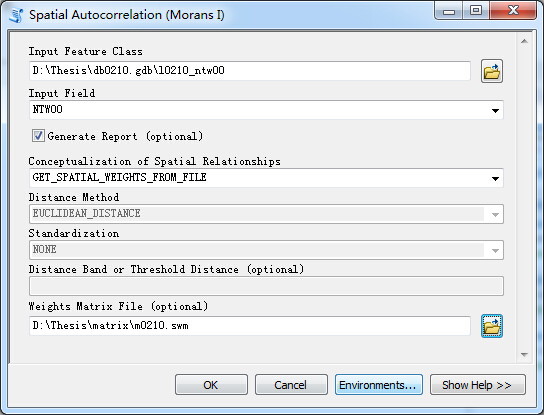 Spatial Autocorrelation (Morans I)
Input Feature Class
D:\Thesis\db0210.gdb\l0210_ntw00
Input Field
NTW00
Generate Report (optional)
Conceptualization of Spatial Relationships
GET_SPATIAL_WEIGHTS_FROM_FILE
Distance Method
EUCLIDEAN_DISTANCE
Standardization
NONE
Distance Band or Threshold Distance (optional)
Weights Matrix File (optional)
D:\Thesis\matrix\m0210.swm
OK Cancel Environments... Show Help >>